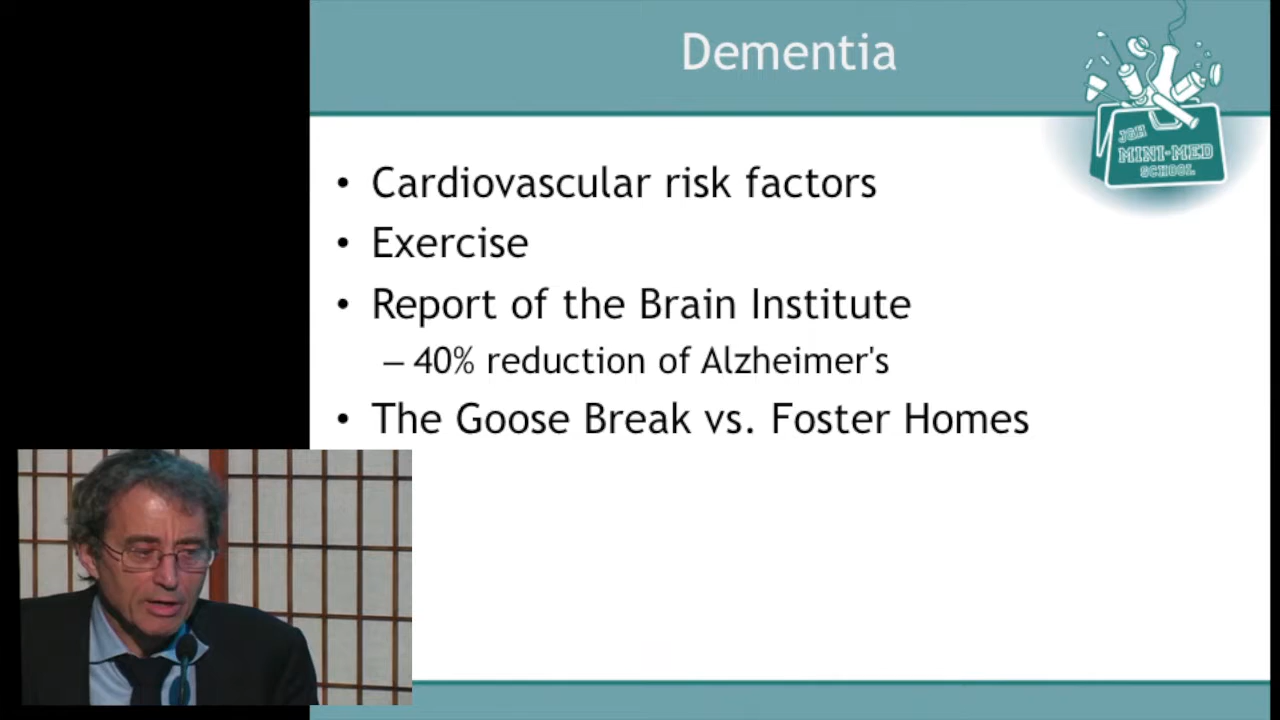 Dementia
JGH
MINI-MED
SCHOOL
• Cardiovascular risk factors
• Exercise
• Report of the Brain Institute
– 40% reduction of Alzheimer's
• The Goose Break vs. Foster Homes